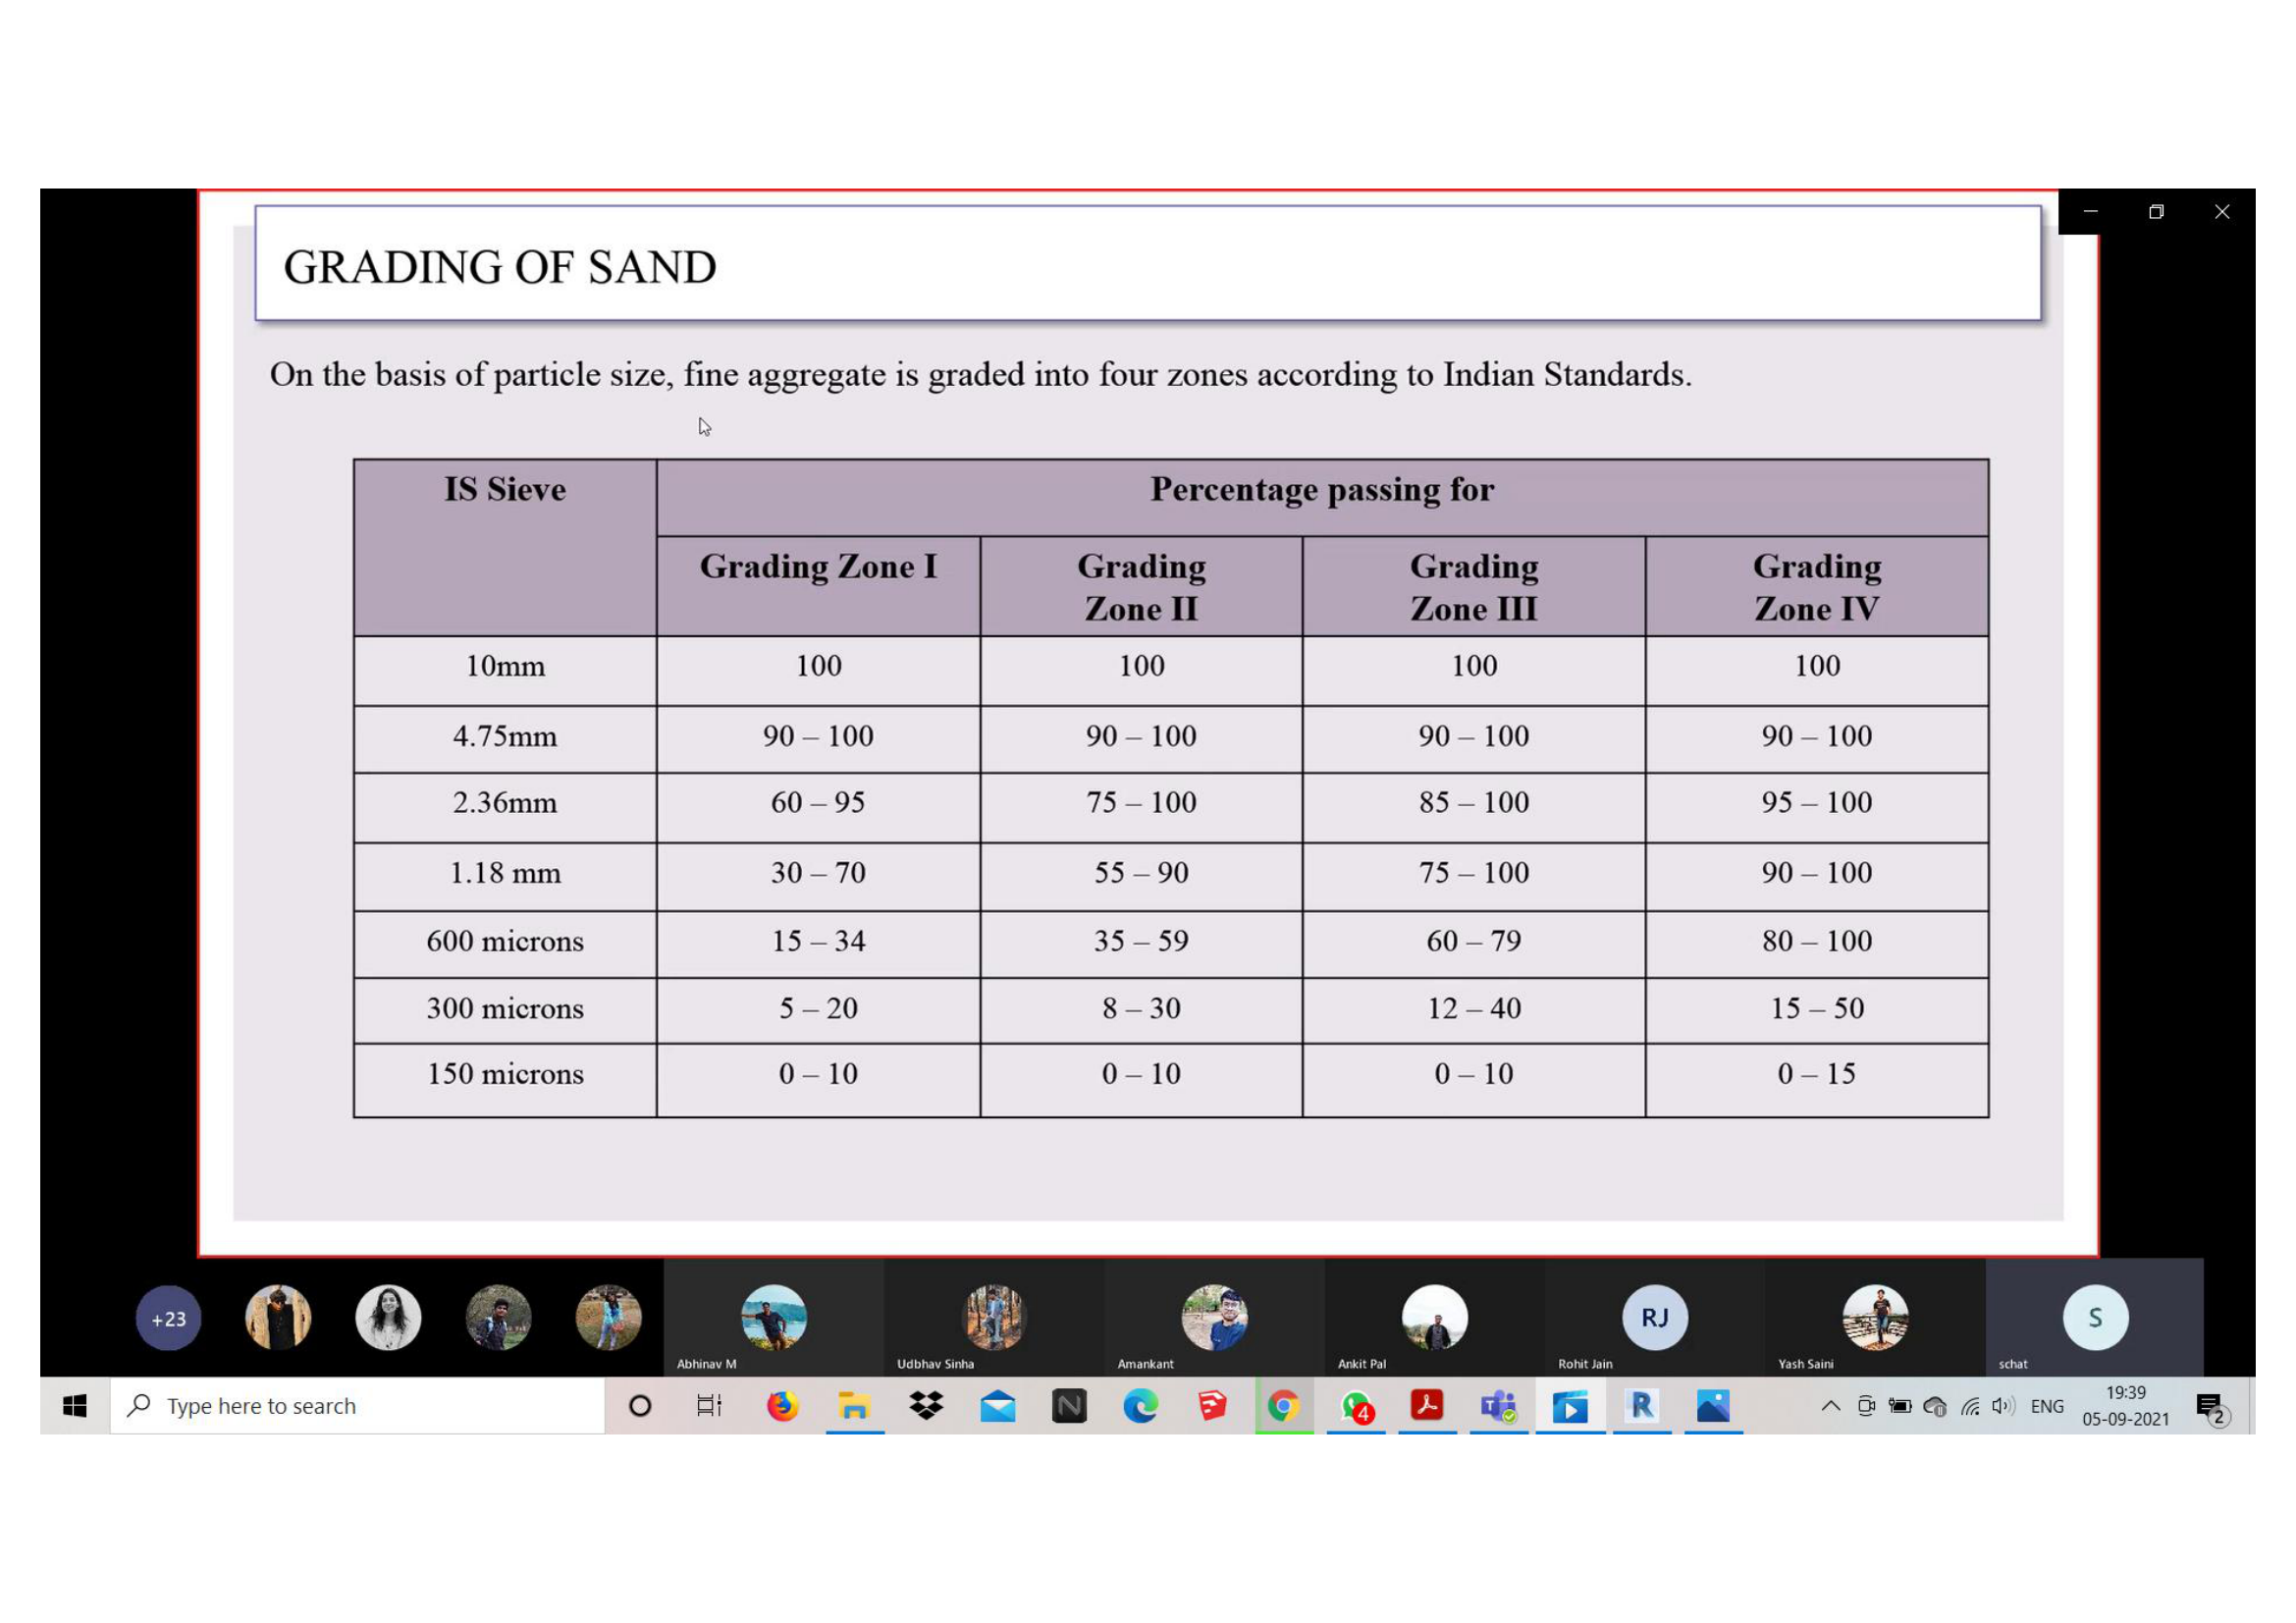 GRADING OF SAND
On the basis of particle size, fine aggregate is graded into four zones according to Indian Standards.
IS Sieve Percentage passing for
Grading Zone I Grading Zone II Grading Zone III Grading Zone IV
10mm 100 100 100 100
4.75mm 90 – 100 90 – 100 90 – 100 90 – 100
2.36mm 60 – 95 75 – 100 85 – 100 95 – 100
1.18 mm 30 – 70 55 – 90 75 – 100 90 – 100
600 microns 15 – 34 35 – 59 60 – 79 80 – 100
300 microns 5 – 20 8 – 30 12 – 40 15 – 50
150 microns 0 – 10 0 – 10 0 – 10 0 – 15
+23 RJ S
Abhinav M Udbhav Sinha Amankant Ankit Pal Rohit Jain Yash Saini schat
Type here to search N 4 T R ENG 19:39
05-09-2021 2